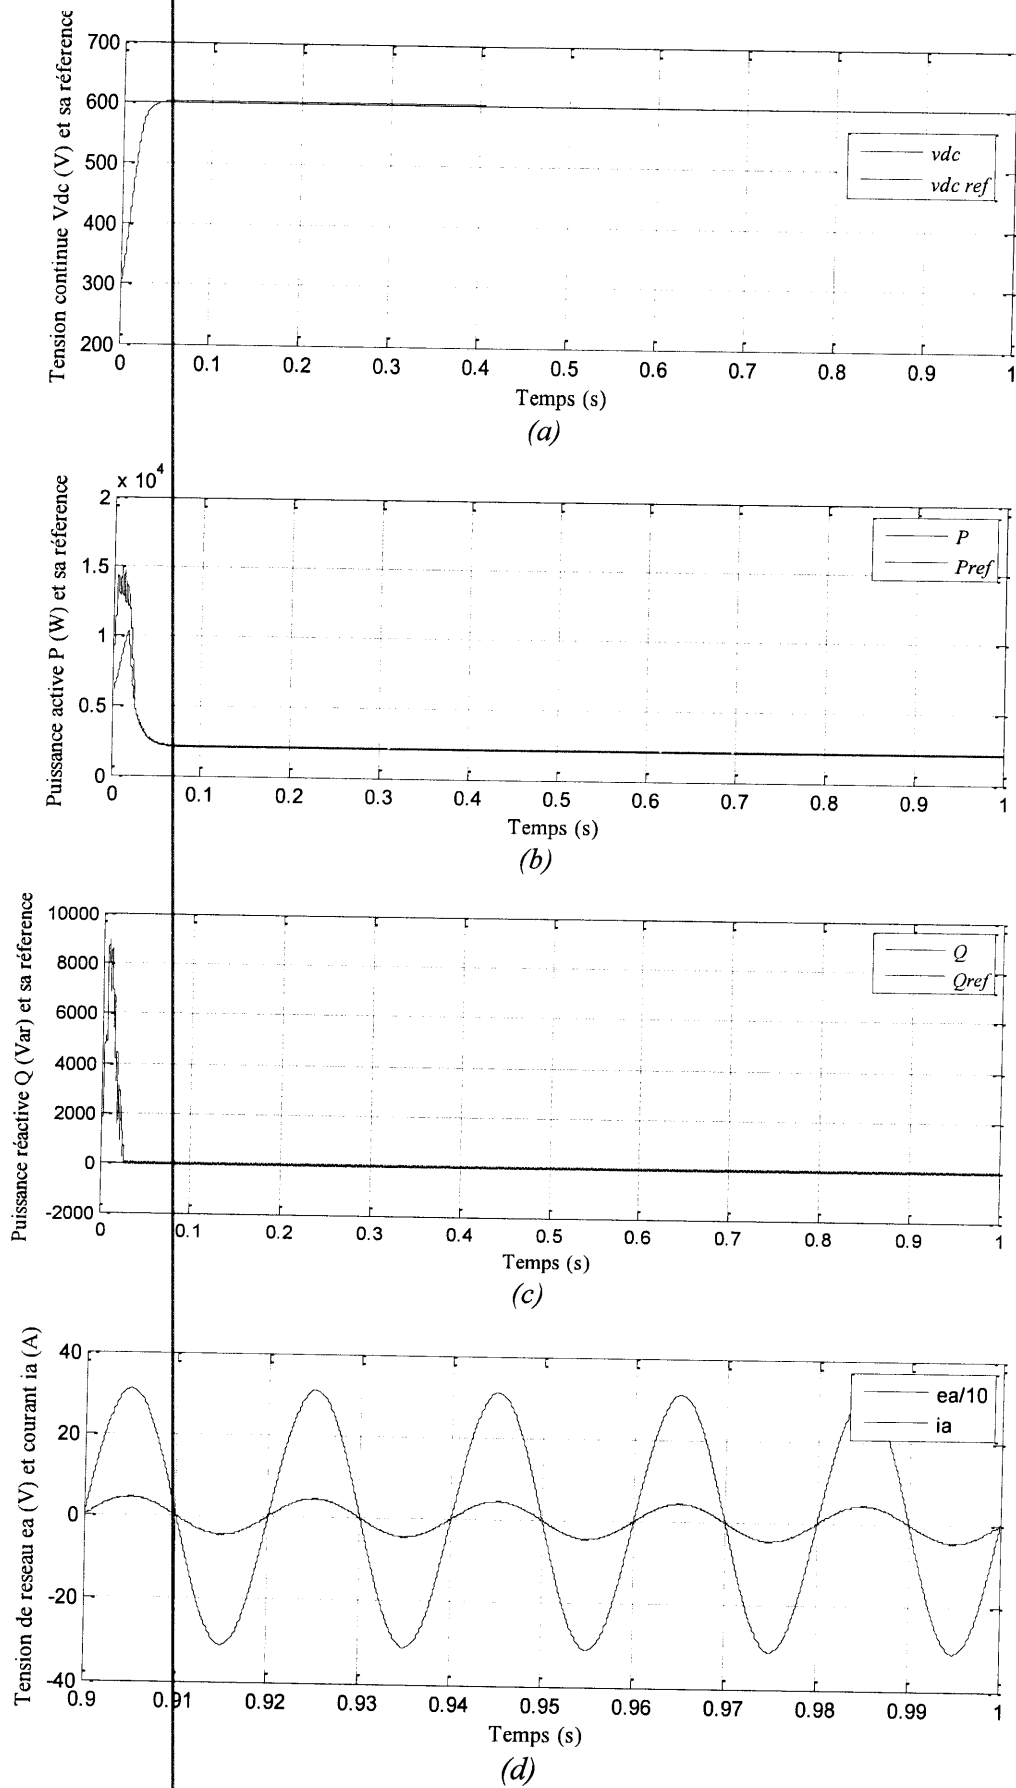 Tension continue Vdc (V) et sa réference
700
600
500
400
300
200
vdc
vdc ref
0 0.1 0.2 0.3 0.4 0.5 0.6 0.7 0.8 0.9 1
Temps (s)
(a)
Puissance active P (W) et sa réference
x 10^4
2
1.5
1
0.5
0
P
Pref
0 0.1 0.2 0.3 0.4 0.5 0.6 0.7 0.8 0.9 1
Temps (s)
(b)
Puissance réactive Q (Var) et sa réference
10000
8000
6000
4000
2000
0
-2000
Q
Qref
0 0.1 0.2 0.3 0.4 0.5 0.6 0.7 0.8 0.9 1
Temps (s)
(c)
Tension de reseau ea (V) et courant ia (A)
40
20
0
-20
-40
ea/10
ia
0.9 0.91 0.92 0.93 0.94 0.95 0.96 0.97 0.98 0.99 1
Temps (s)
(d)